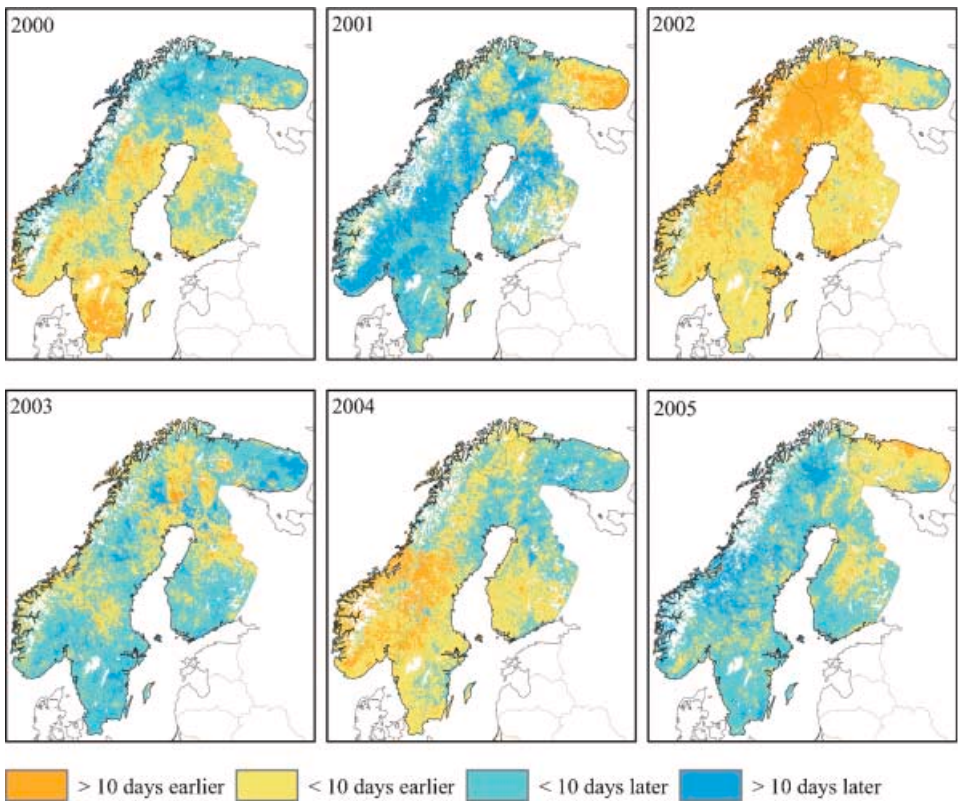 2000
2001
2002
2003
2004
2005
> 10 days earlier
< 10 days earlier
< 10 days later
> 10 days later